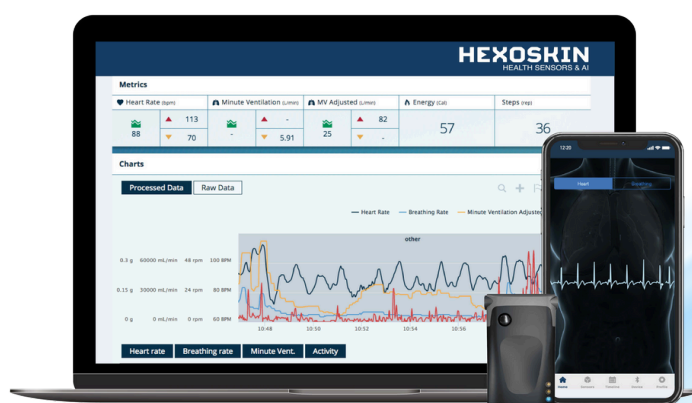 HEXOSKIN
HEALTH SENSORS & AI
Metrics
Heart Rate (bpm) Minute Ventilation (L/min) MV Adjusted (L/min) Energy (Cal) Steps (rep)
88 113 70 - - 5.91 25 82 - 57 36
Charts
Processed Data Raw Data
Heart Rate Breathing Rate Minute Ventilation Adjusted
other
0.3 g 60000 mL/min 48 rpm 100 BPM
0.15 g 30000 mL/min 24 rpm 80 BPM
0 g 0 mL/min 0 rpm 60 BPM
10:48 10:50 10:52 10:54 10:56
Heart rate Breathing rate Minute Vent. Activity
12:20
Heart Breathing